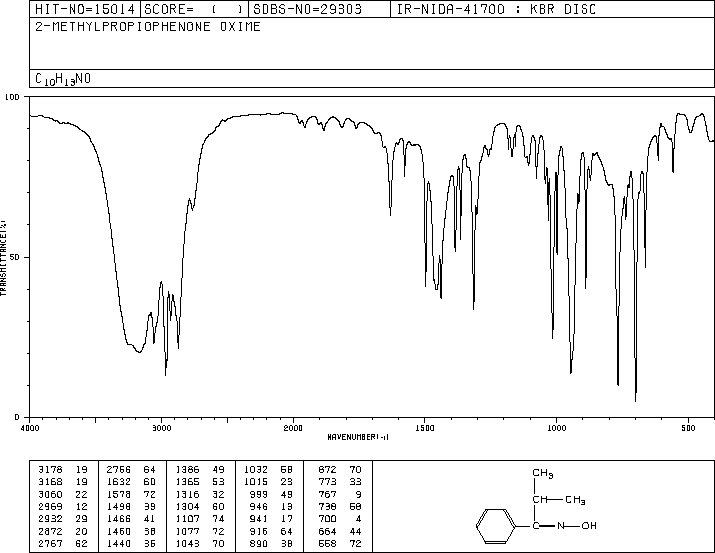 HIT-NO=15014 SCORE= ( ) SDBS-NO=29303 IR-NIDA-41700 : KBR DISC
2-METHYLPROPIOPHENONE OXIME
C10H13NO
100
50
0
TRANSMITTANCE(%)
4000 3000 2000 1500 1000 500
WAVENUMBER(-1)
3178 19 2756 64 1386 49 1032 58 872 70
3168 19 1632 60 1365 53 1015 23 773 33
3060 22 1578 72 1316 32 999 49 767 9
2969 12 1498 39 1304 60 946 13 738 58
2932 29 1466 41 1107 74 941 17 700 4
2872 20 1460 38 1077 72 916 64 664 44
2767 62 1440 36 1043 70 890 38 558 72
CH3
CH—CH3
C=N—OH